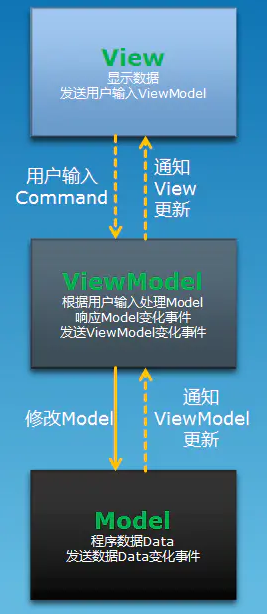 View
显示数据
发送用户输入ViewModel
用户输入
Command
通知
View
更新
ViewModel
根据用户输入处理Model
响应Model变化事件
发送ViewModel变化事件
修改Model
通知
ViewModel
更新
Model
程序数据Data
发送数据Data变化事件